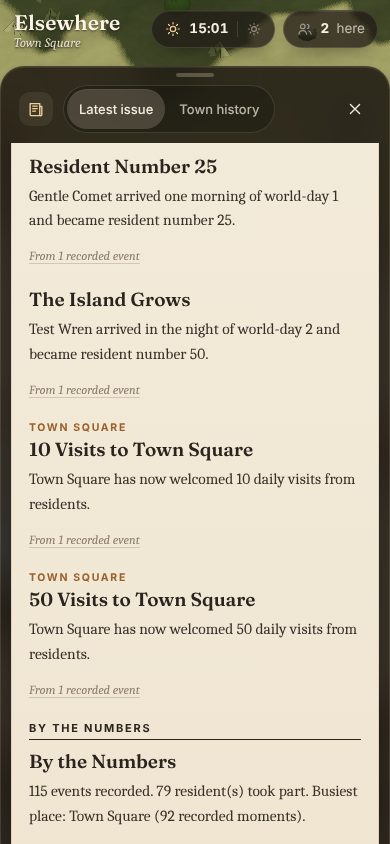 Elsewhere
Town Square
15:01
2 here
Latest issue
Town history
Resident Number 25
Gentle Comet arrived one morning of world-day 1
and became resident number 25.
From 1 recorded event
The Island Grows
Test Wren arrived in the night of world-day 2 and
became resident number 50.
From 1 recorded event
TOWN SQUARE
10 Visits to Town Square
Town Square has now welcomed 10 daily visits from
residents.
From 1 recorded event
TOWN SQUARE
50 Visits to Town Square
Town Square has now welcomed 50 daily visits from
residents.
From 1 recorded event
BY THE NUMBERS
By the Numbers
115 events recorded. 79 resident(s) took part. Busiest
place: Town Square (92 recorded moments).